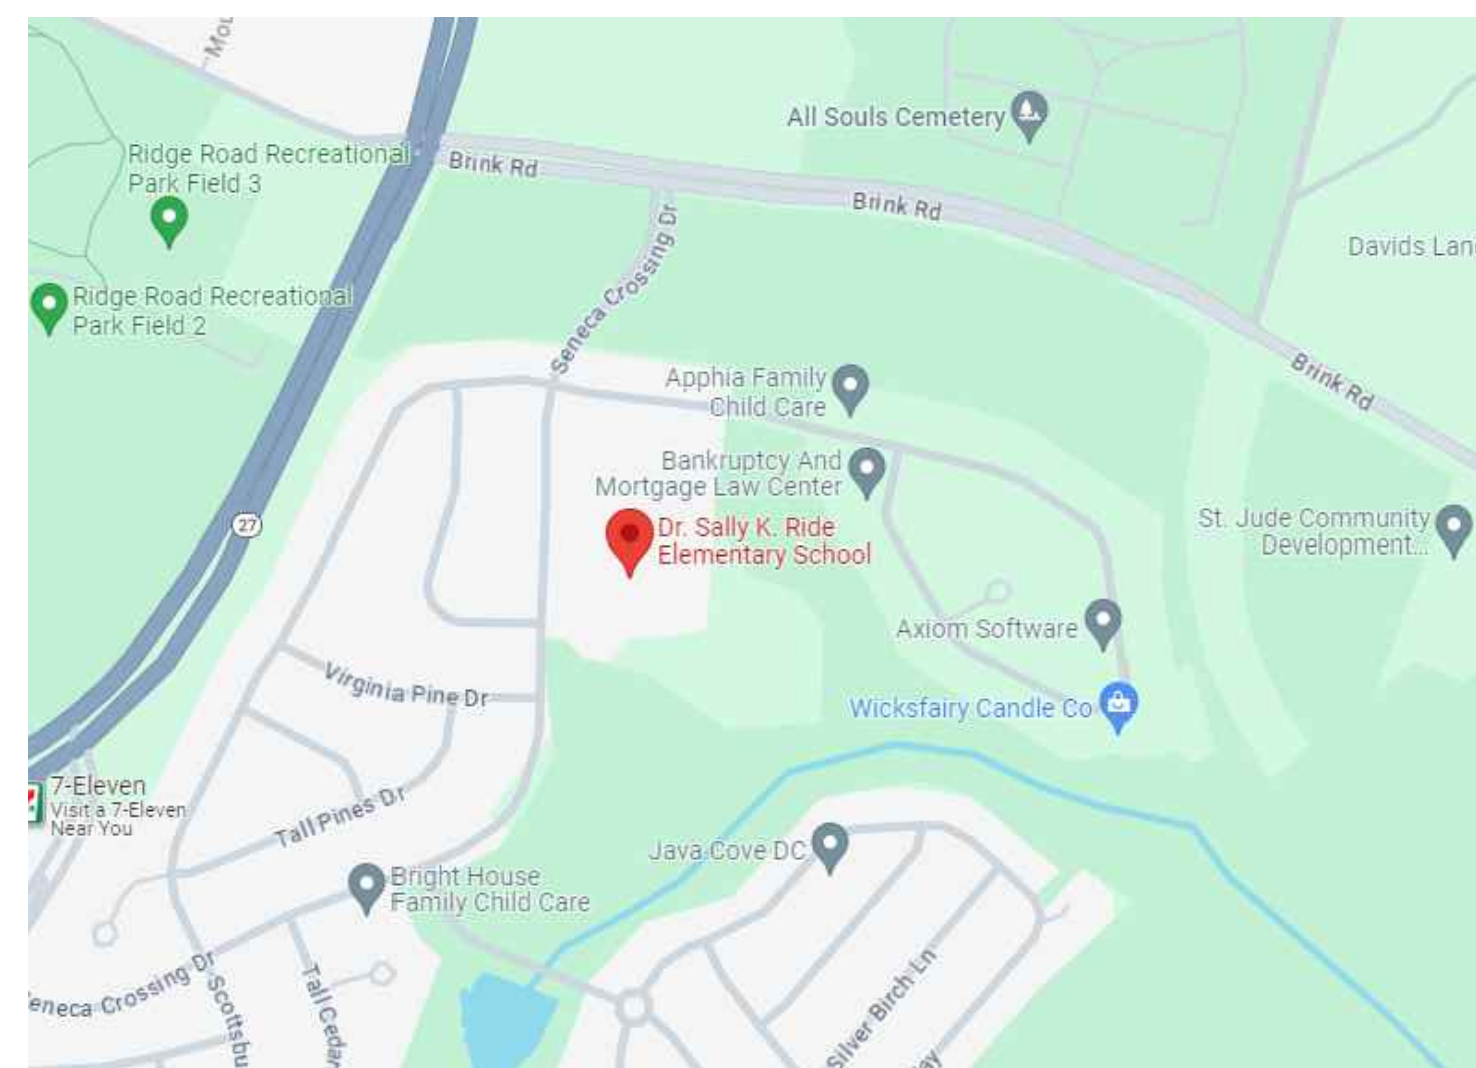 Mou
All Souls Cemetery
Ridge Road Recreational
Park Field 3
Brink Rd
Brink Rd
Seneca Crossing Dr
Davids Lan
Ridge Road Recreational
Park Field 2
Apphia Family
Child Care
Brink Rd
Bankruptcy And
Mortgage Law Center
27
Dr. Sally K. Ride
Elementary School
St. Jude Community
Development...
Axiom Software
Virginia Pine Dr
Wicksfairy Candle Co
7-Eleven
Visit a 7-Eleven
Near You
Tall Pines Dr
Java Cove DC
Bright House
Family Child Care
eneca Crossing Dr
Scottsbu
Tall Cedar
Silver Birch Ln
ay